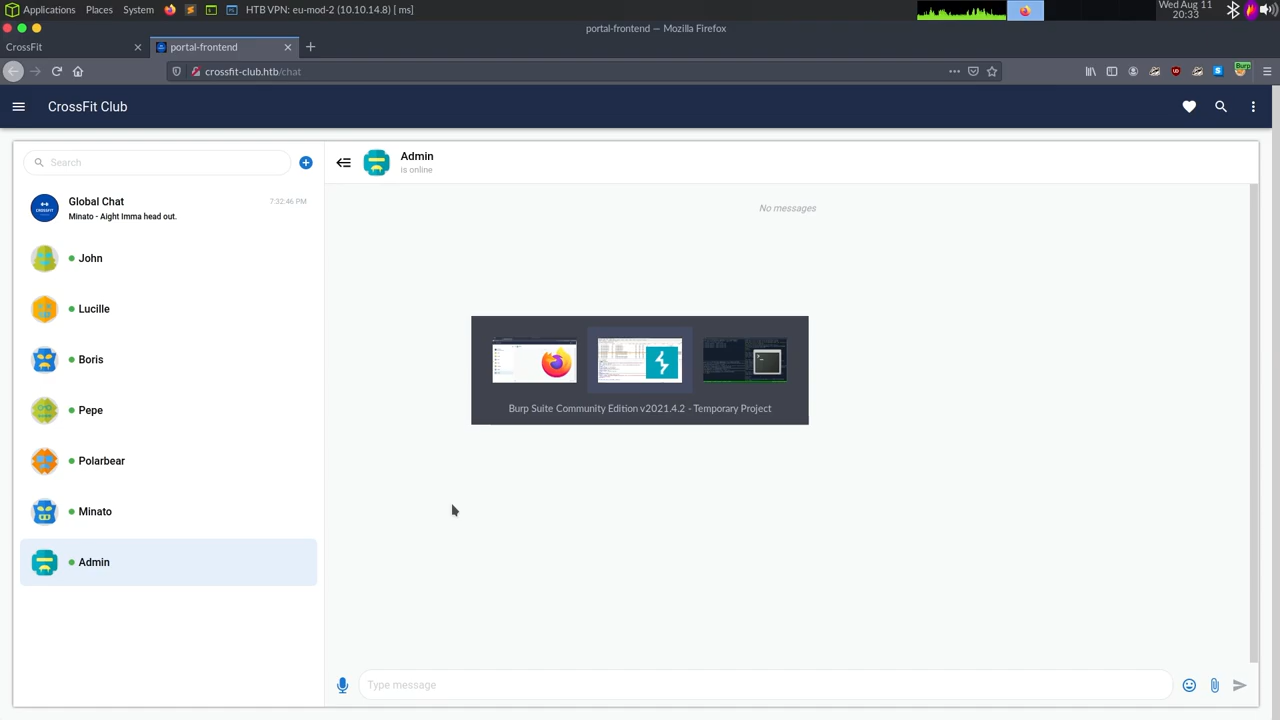 Applications Places System HTB VPN: eu-mod-2 (10.10.14.8) [ ms]
Wed Aug 11
20:33
portal-frontend — Mozilla Firefox
CrossFit
portal-frontend
crossfit-club.htb/chat
Burp
CrossFit Club
Search
Admin
is online
Global Chat
7:32:46 PM
Minato - Aight Imma head out.
No messages
John
Lucille
Boris
Pepe
Polarbear
Minato
Admin
Burp Suite Community Edition v2021.4.2 - Temporary Project
Type message